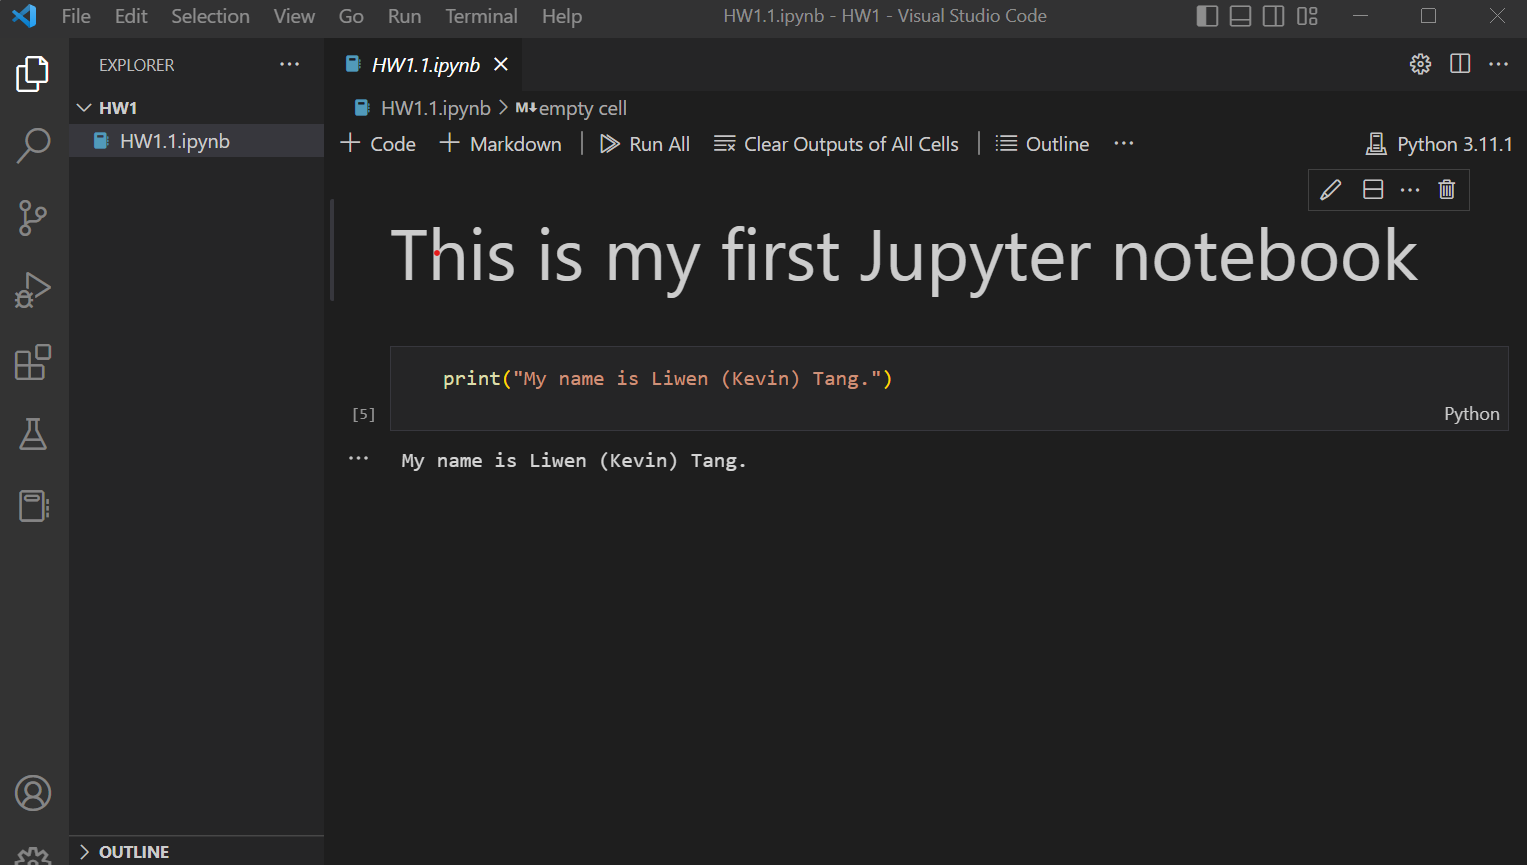 File Edit Selection View Go Run Terminal Help HW1.1.ipynb - HW1 - Visual Studio Code
EXPLORER
HW1
HW1.1.ipynb
OUTLINE
HW1.1.ipynb
HW1.1.ipynb > M↓ empty cell
+ Code + Markdown | Run All Clear Outputs of All Cells | Outline ... Python 3.11.1
This is my first Jupyter notebook
print("My name is Liwen (Kevin) Tang.")
[5]
Python
My name is Liwen (Kevin) Tang.